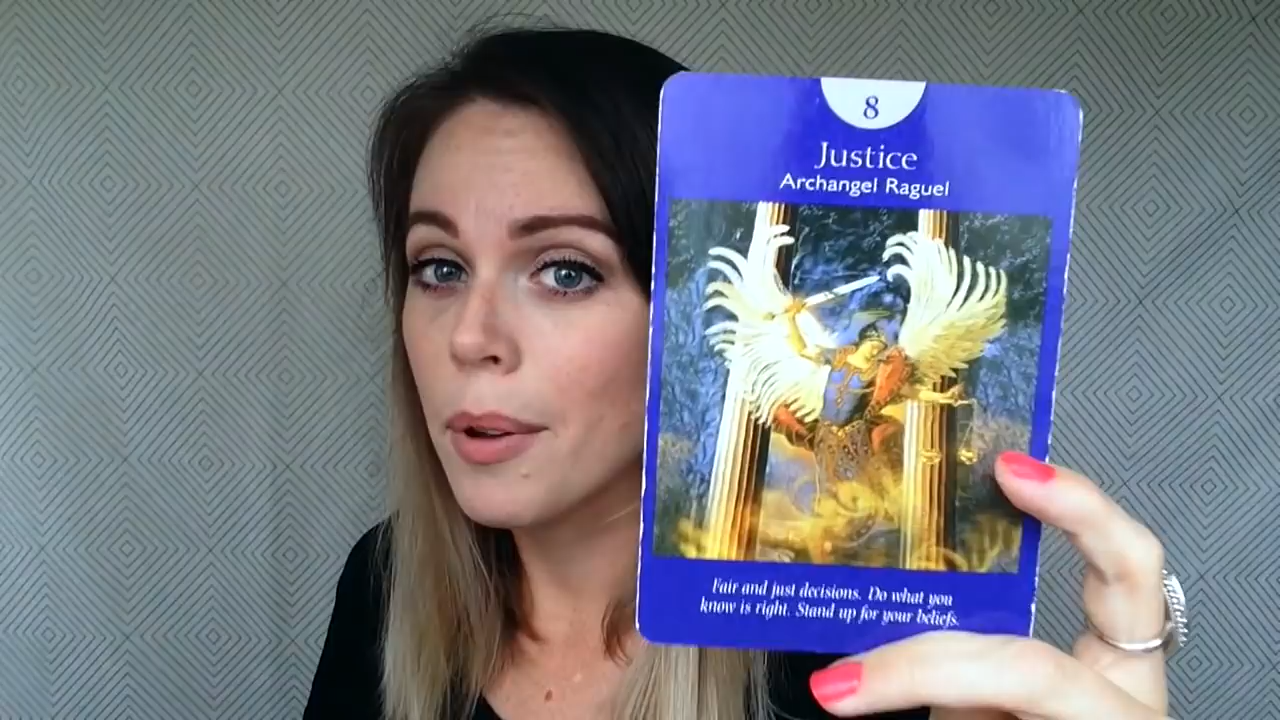 8
Justice
Archangel Raguel
Fair and just decisions. Do what you
know is right. Stand up for your beliefs.